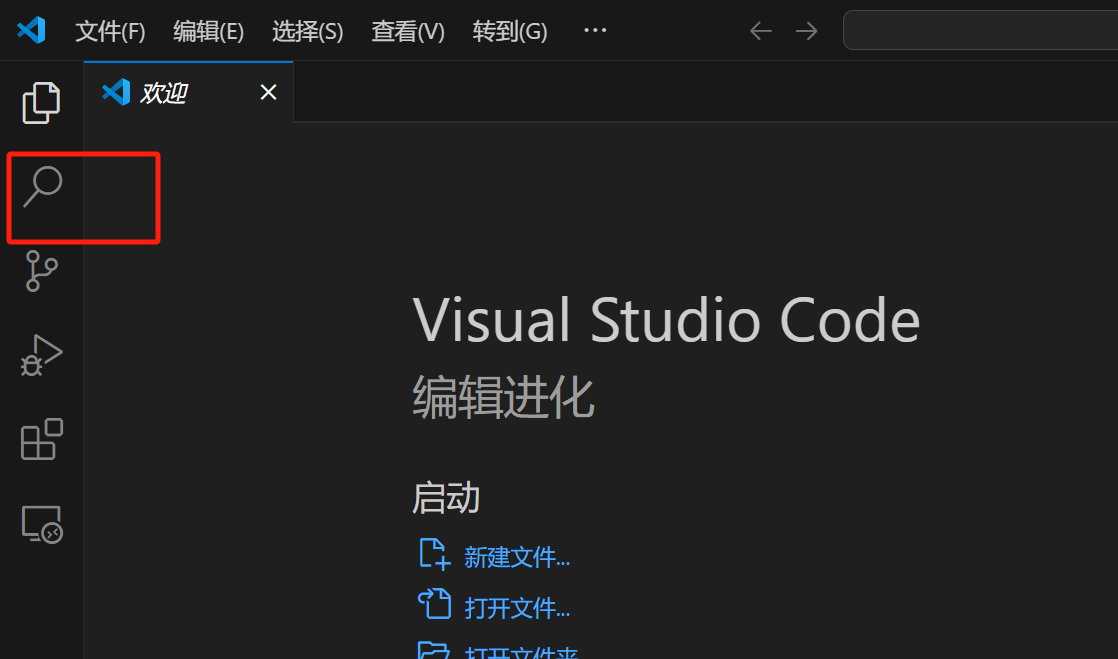 文件(F) 编辑(E) 选择(S) 查看(V) 转到(G) ···
欢迎
Visual Studio Code
编辑进化
启动
新建文件...
打开文件...
打开文件夹